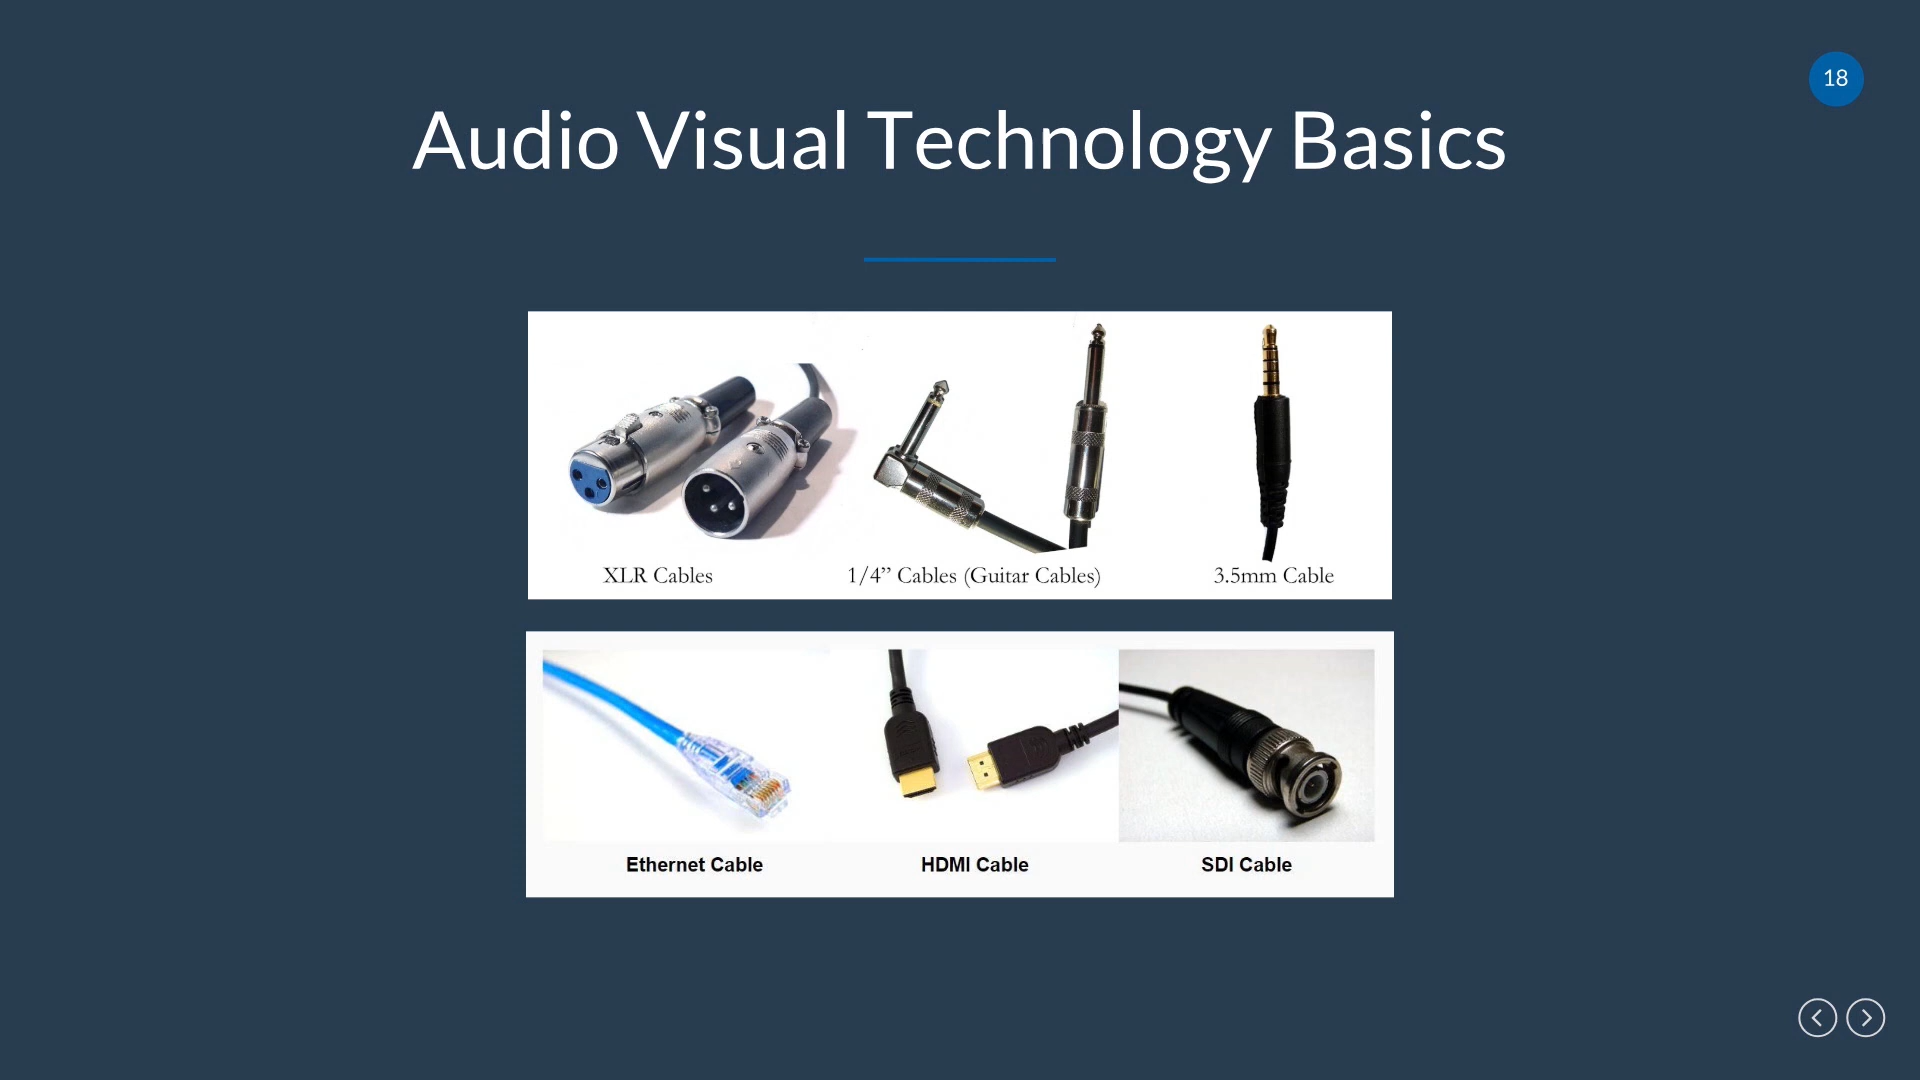 18
Audio Visual Technology Basics
XLR Cables
1/4” Cables (Guitar Cables)
3.5mm Cable
Ethernet Cable
HDMI Cable
SDI Cable